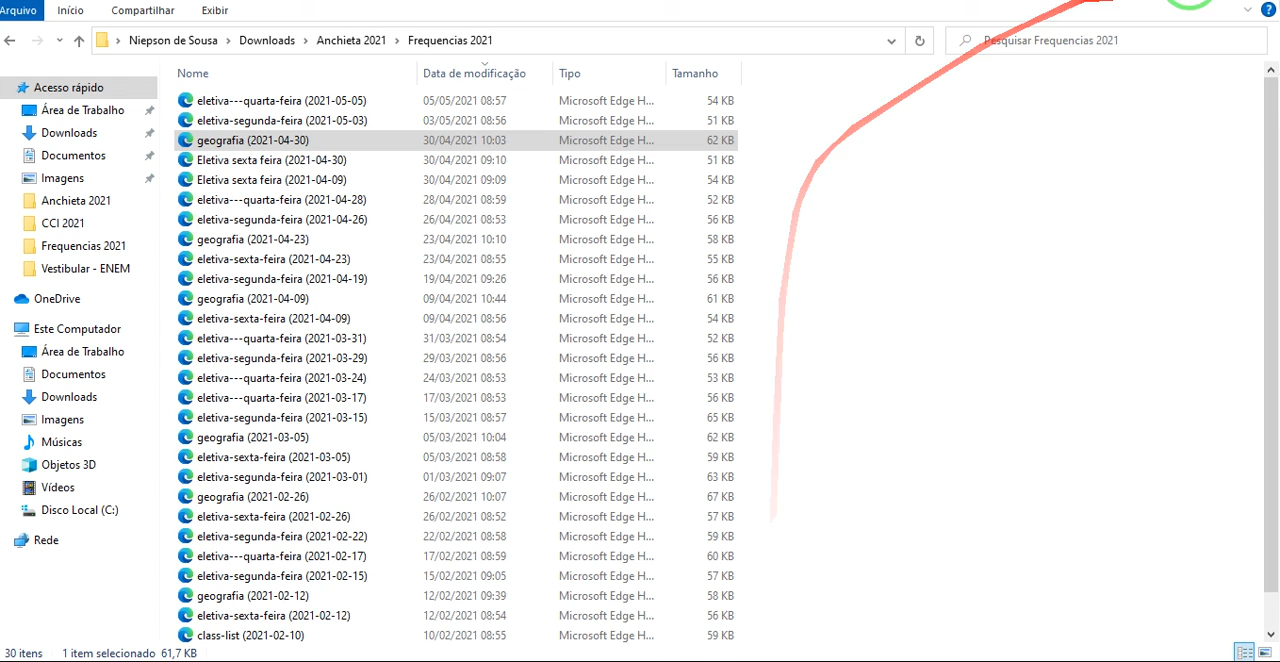 Arquivo Início Compartilhar Exibir
Niepson de Sousa › Downloads › Anchieta 2021 › Frequencias 2021 Pesquisar Frequencias 2021
Nome Data de modificação Tipo Tamanho
Acesso rápido
Área de Trabalho
Downloads
Documentos
Imagens
Anchieta 2021
CCI 2021
Frequencias 2021
Vestibular - ENEM
OneDrive
Este Computador
Área de Trabalho
Documentos
Downloads
Imagens
Músicas
Objetos 3D
Vídeos
Disco Local (C:)
Rede
eletiva---quarta-feira (2021-05-05) 05/05/2021 08:57 Microsoft Edge H... 54 KB
eletiva-segunda-feira (2021-05-03) 03/05/2021 08:56 Microsoft Edge H... 51 KB
geografia (2021-04-30) 30/04/2021 10:03 Microsoft Edge H... 62 KB
Eletiva sexta feira (2021-04-30) 30/04/2021 09:10 Microsoft Edge H... 51 KB
Eletiva sexta feira (2021-04-09) 30/04/2021 09:09 Microsoft Edge H... 54 KB
eletiva---quarta-feira (2021-04-28) 28/04/2021 08:59 Microsoft Edge H... 52 KB
eletiva-segunda-feira (2021-04-26) 26/04/2021 08:53 Microsoft Edge H... 56 KB
geografia (2021-04-23) 23/04/2021 10:10 Microsoft Edge H... 58 KB
eletiva-sexta-feira (2021-04-23) 23/04/2021 08:55 Microsoft Edge H... 55 KB
eletiva-segunda-feira (2021-04-19) 19/04/2021 09:26 Microsoft Edge H... 56 KB
geografia (2021-04-09) 09/04/2021 10:44 Microsoft Edge H... 61 KB
eletiva-sexta-feira (2021-04-09) 09/04/2021 08:56 Microsoft Edge H... 54 KB
eletiva---quarta-feira (2021-03-31) 31/03/2021 08:54 Microsoft Edge H... 52 KB
eletiva-segunda-feira (2021-03-29) 29/03/2021 08:56 Microsoft Edge H... 56 KB
eletiva---quarta-feira (2021-03-24) 24/03/2021 08:53 Microsoft Edge H... 53 KB
eletiva---quarta-feira (2021-03-17) 17/03/2021 08:53 Microsoft Edge H... 56 KB
eletiva-segunda-feira (2021-03-15) 15/03/2021 08:57 Microsoft Edge H... 65 KB
geografia (2021-03-05) 05/03/2021 10:04 Microsoft Edge H... 62 KB
eletiva-sexta-feira (2021-03-05) 05/03/2021 08:58 Microsoft Edge H... 59 KB
eletiva-segunda-feira (2021-03-01) 01/03/2021 09:07 Microsoft Edge H... 63 KB
geografia (2021-02-26) 26/02/2021 10:07 Microsoft Edge H... 67 KB
eletiva-sexta-feira (2021-02-26) 26/02/2021 08:52 Microsoft Edge H... 57 KB
eletiva-segunda-feira (2021-02-22) 22/02/2021 08:58 Microsoft Edge H... 59 KB
eletiva---quarta-feira (2021-02-17) 17/02/2021 08:59 Microsoft Edge H... 60 KB
eletiva-segunda-feira (2021-02-15) 15/02/2021 09:05 Microsoft Edge H... 57 KB
geografia (2021-02-12) 12/02/2021 09:39 Microsoft Edge H... 58 KB
eletiva-sexta-feira (2021-02-12) 12/02/2021 08:54 Microsoft Edge H... 56 KB
class-list (2021-02-10) 10/02/2021 08:55 Microsoft Edge H... 59 KB
30 itens 1 item selecionado 61,7 KB